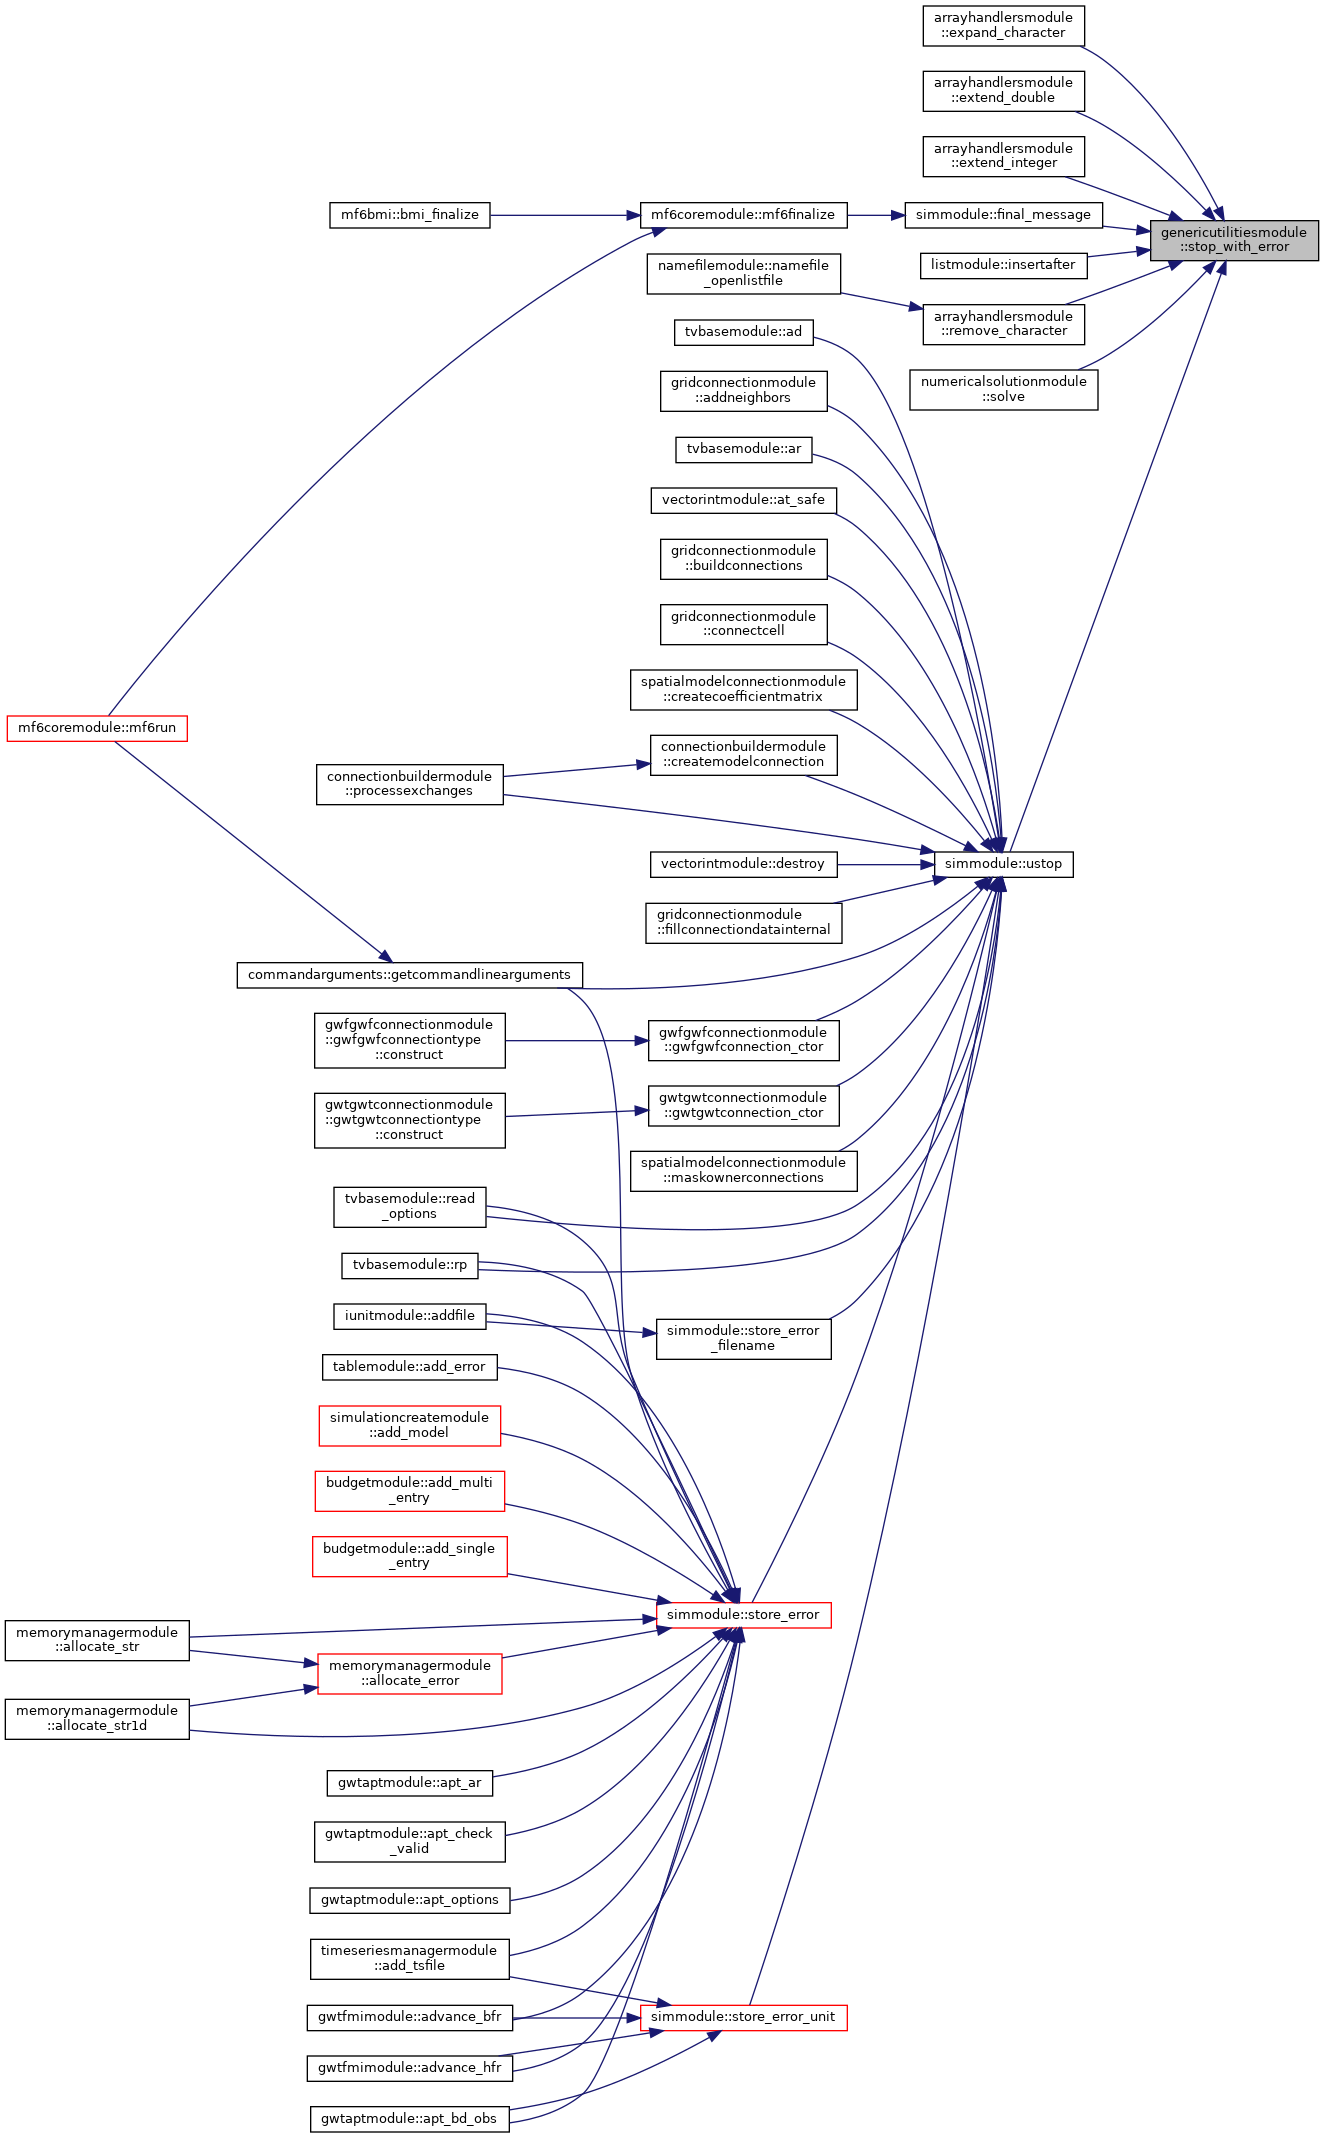 arrayhandlersmodule
::expand_character
arrayhandlersmodule
::extend_double
arrayhandlersmodule
::extend_integer
mf6bmi::bmi_finalize
mf6coremodule::mf6finalize
simmodule::final_message
genericutilitiesmodule
::stop_with_error
namefilemodule::namefile
_openlistfile
listmodule::insertafter
arrayhandlersmodule
::remove_character
tvbasemodule::ad
gridconnectionmodule
::addneighbors
numericalsolutionmodule
::solve
tvbasemodule::ar
vectorintmodule::at_safe
gridconnectionmodule
::buildconnections
gridconnectionmodule
::connectcell
spatialmodelconnectionmodule
::createcoefficientmatrix
mf6coremodule::mf6run
connectionbuildermodule
::createmodelconnection
connectionbuildermodule
::processexchanges
vectorintmodule::destroy
simmodule::ustop
gridconnectionmodule
::fillconnectiondatainternal
commandarguments::getcommandlinearguments
gwfgwfconnectionmodule
::gwfgwfconnectiontype
::construct
gwfgwfconnectionmodule
::gwfgwfconnection_ctor
gwtgwtconnectionmodule
::gwtgwtconnectiontype
::construct
gwtgwtconnectionmodule
::gwtgwtconnection_ctor
spatialmodelconnectionmodule
::maskownerconnections
tvbasemodule::read
_options
tvbasemodule::rp
iunitmodule::addfile
simmodule::store_error
_filename
tablemodule::add_error
simulationcreatemodule
::add_model
budgetmodule::add_multi
_entry
budgetmodule::add_single
_entry
simmodule::store_error
memorymanagermodule
::allocate_str
memorymanagermodule
::allocate_error
memorymanagermodule
::allocate_str1d
gwtaptmodule::apt_ar
gwtaptmodule::apt_check
_valid
gwtaptmodule::apt_options
timeseriesmanagermodule
::add_tsfile
gwtfmimodule::advance_bfr
simmodule::store_error_unit
gwtfmimodule::advance_hfr
gwtaptmodule::apt_bd_obs